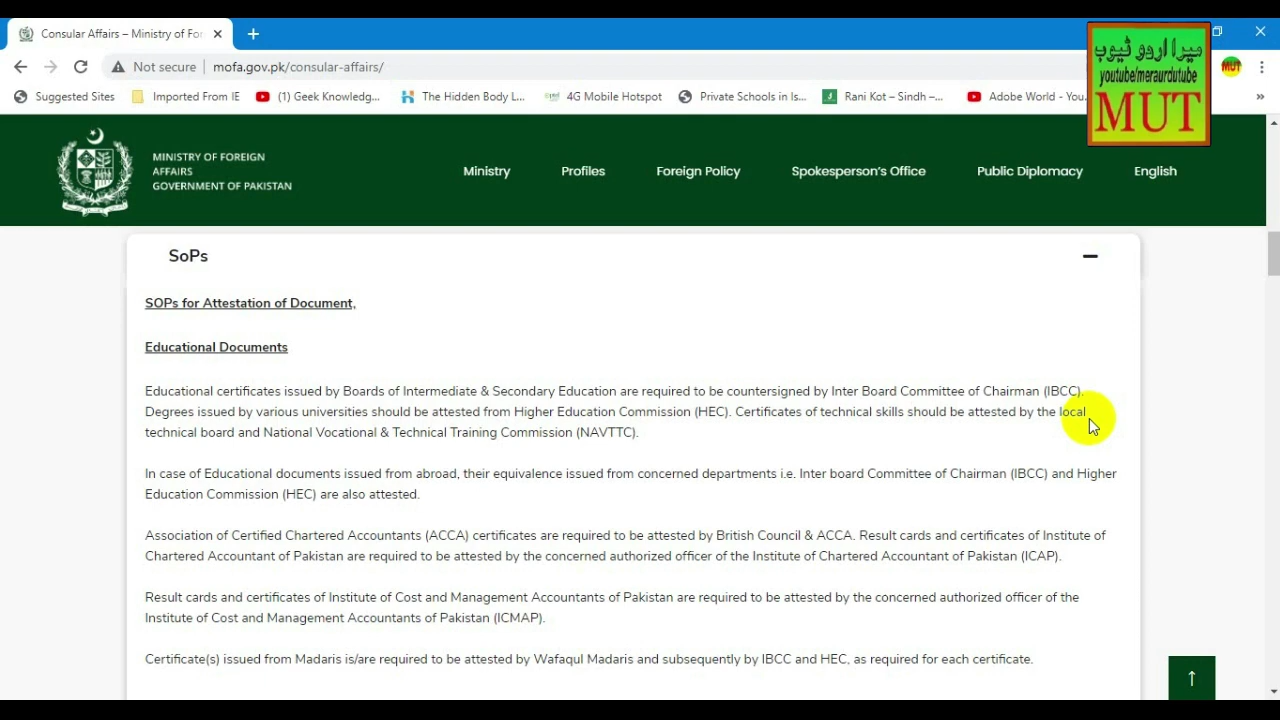 Consular Affairs – Ministry of For
Not secure
mofa.gov.pk/consular-affairs/
Suggested Sites
Imported From IE
(1) Geek Knowledg...
The Hidden Body L...
4G Mobile Hotspot
Private Schools in Is...
Rani Kot – Sindh –...
Adobe World - You...
»
میرا اردو ٹیوب
youtube/meraurdutube
MUT
MUT
MINISTRY OF FOREIGN
AFFAIRS
GOVERNMENT OF PAKISTAN
Ministry
Profiles
Foreign Policy
Spokesperson's Office
Public Diplomacy
English
SoPs
SOPs for Attestation of Document,
Educational Documents
Educational certificates issued by Boards of Intermediate & Secondary Education are required to be countersigned by Inter Board Committee of Chairman (IBCC).
Degrees issued by various universities should be attested from Higher Education Commission (HEC). Certificates of technical skills should be attested by the local
technical board and National Vocational & Technical Training Commission (NAVTTC).
In case of Educational documents issued from abroad, their equivalence issued from concerned departments i.e. Inter board Committee of Chairman (IBCC) and Higher
Education Commission (HEC) are also attested.
Association of Certified Chartered Accountants (ACCA) certificates are required to be attested by British Council & ACCA. Result cards and certificates of Institute of
Chartered Accountant of Pakistan are required to be attested by the concerned authorized officer of the Institute of Chartered Accountant of Pakistan (ICAP).
Result cards and certificates of Institute of Cost and Management Accountants of Pakistan are required to be attested by the concerned authorized officer of the
Institute of Cost and Management Accountants of Pakistan (ICMAP).
Certificate(s) issued from Madaris is/are required to be attested by Wafaqul Madaris and subsequently by IBCC and HEC, as required for each certificate.